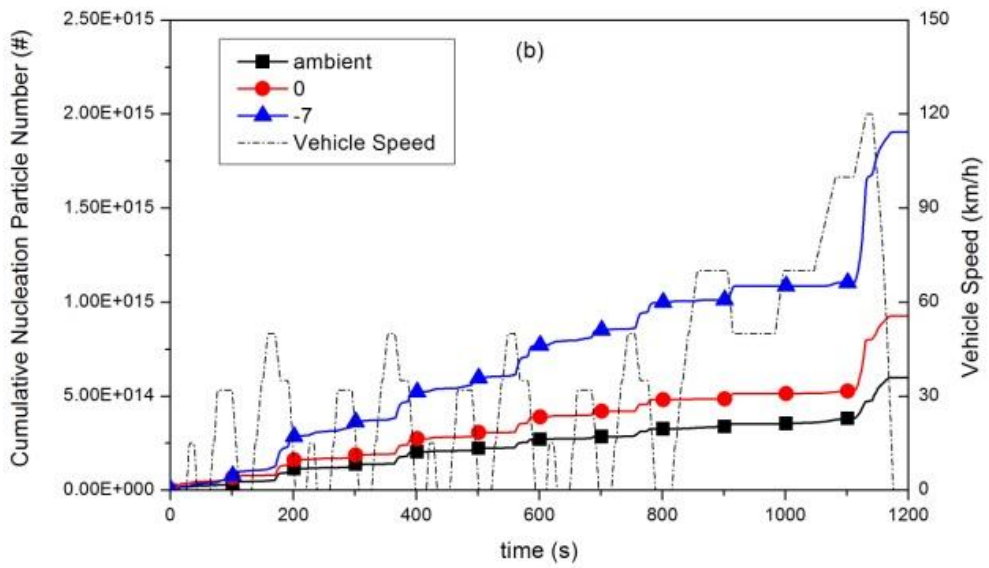 2.50E+015
2.00E+015
1.50E+015
1.00E+015
5.00E+014
0.00E+000
Cumulative Nucleation Particle Number (#)
ambient
0
-7
Vehicle Speed
(b)
150
120
90
60
30
0
Vehicle Speed (km/h)
0 200 400 600 800 1000 1200
time (s)